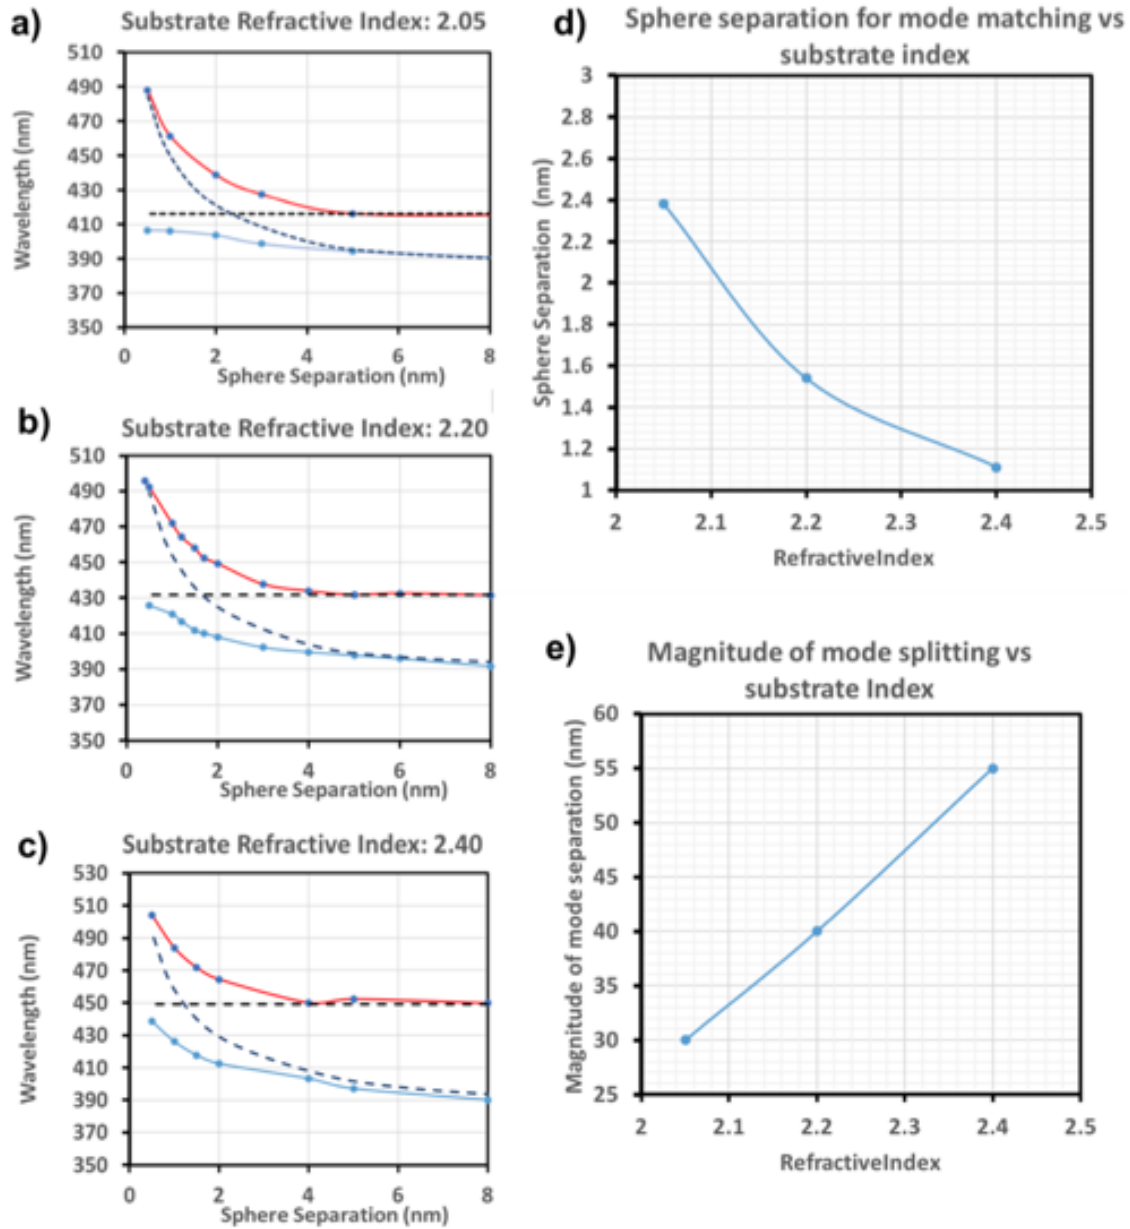 a)
Substrate Refractive Index: 2.05
510
490
470
450
430
410
390
370
350
Wavelength (nm)
0 2 4 6 8
Sphere Separation (nm)
b)
Substrate Refractive Index: 2.20
510
490
470
450
430
410
390
370
350
Wavelength (nm)
0 2 4 6 8
Sphere Separation (nm)
c)
Substrate Refractive Index: 2.40
530
510
490
470
450
430
410
390
370
350
Wavelength (nm)
0 2 4 6 8
Sphere Separation (nm)
d)
Sphere separation for mode matching vs
substrate index
3
2.8
2.6
2.4
2.2
2
1.8
1.6
1.4
1.2
1
Sphere Separation (nm)
2 2.1 2.2 2.3 2.4 2.5
RefractiveIndex
e)
Magnitude of mode splitting vs
substrate Index
60
55
50
45
40
35
30
25
Magnitude of mode separation (nm)
2 2.1 2.2 2.3 2.4 2.5
RefractiveIndex